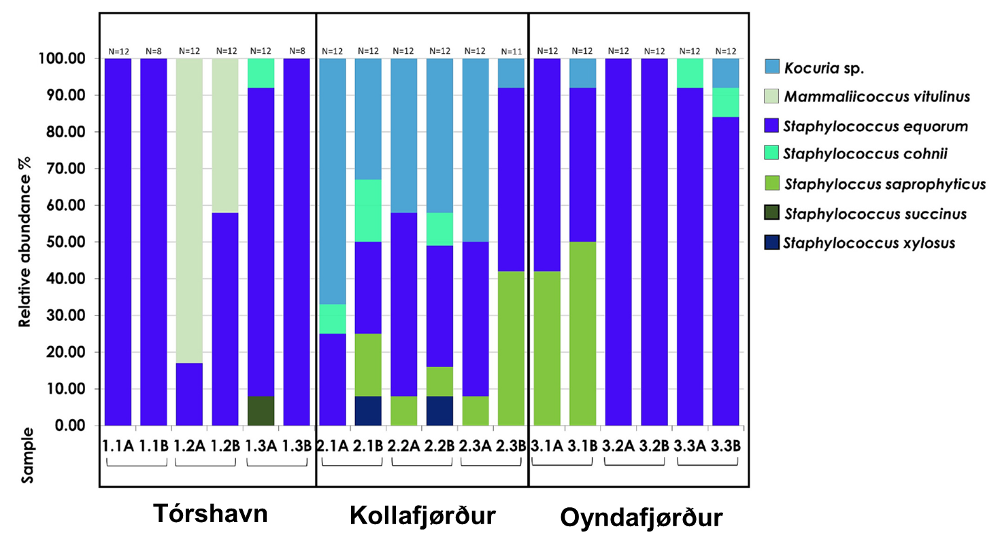 N=12 N=8 N=12 N=12 N=12 N=8 N=12 N=12 N=12 N=12 N=12 N=11 N=12 N=12 N=12 N=12 N=12 N=12
100.00
90.00
80.00
70.00
60.00
50.00
40.00
30.00
20.00
10.00
0.00
Relative abundance %
Sample
1.1A 1.1B 1.2A 1.2B 1.3A 1.3B 2.1A 2.1B 2.2A 2.2B 2.3A 2.3B 3.1A 3.1B 3.2A 3.2B 3.3A 3.3B
Tórshavn Kollafjørður Oyndafjørður
Kocuria sp.
Mammaliicoccus vitulinus
Staphylococcus equorum
Staphylococcus cohnii
Staphyloccus saprophyticus
Staphylococcus succinus
Staphylococcus xylosus